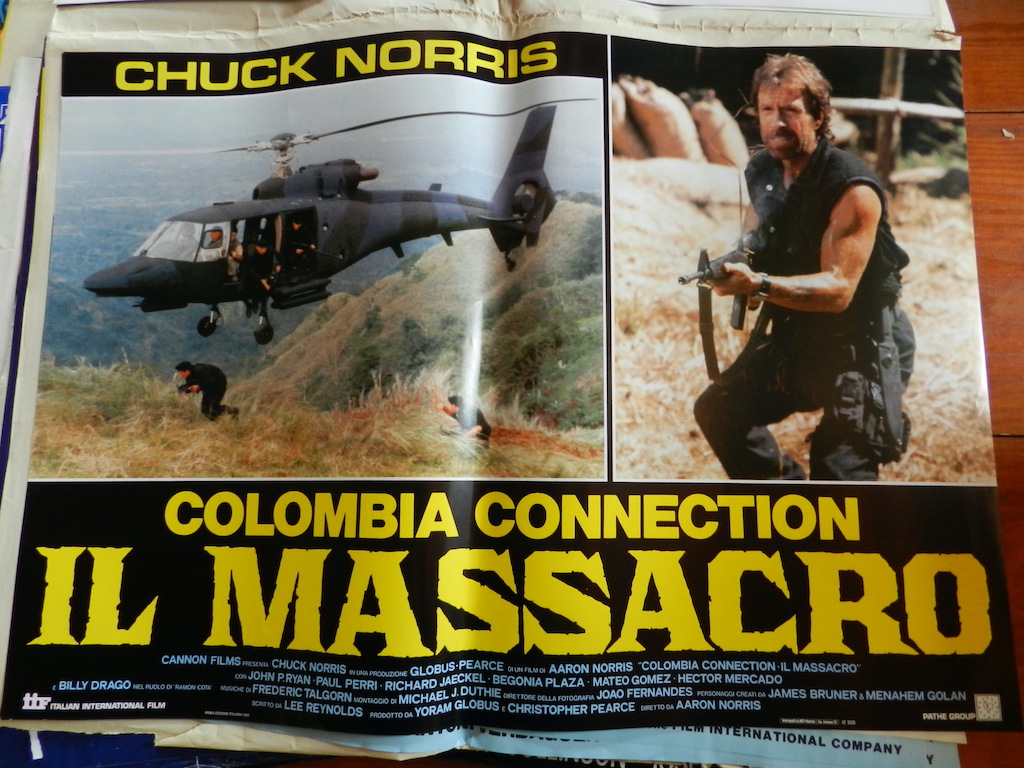 CHUCK NORRIS
COLOMBIA CONNECTION
IL MASSACRO
CANNON FILMS PRESENTA CHUCK NORRIS IN UNA PRODUZIONE GLOBUS-PEARCE DI UN FILM DI AARON NORRIS "COLOMBIA CONNECTION-IL MASSACRO"
CON JOHN P. RYAN · PAUL PERRI · RICHARD JAECKEL · BEGONIA PLAZA · MATEO GOMEZ · HECTOR MERCADO
E BILLY DRAGO NEL RUOLO DI "RAMON COTA" MUSICHE DI FREDERIC TALGORN MONTAGGIO DI MICHAEL J. DUTHIE DIRETTORE DELLA FOTOGRAFIA JOAO FERNANDES PERSONAGGI CREATI DA JAMES BRUNER & MENAHEM GOLAN
SCRITTO DA LEE REYNOLDS PRODOTTO DA YORAM GLOBUS E CHRISTOPHER PEARCE DIRETTO DA AARON NORRIS
IIF ITALIAN INTERNATIONAL FILM
PATHE GROUP
FILM INTERNATIONAL COMPANY